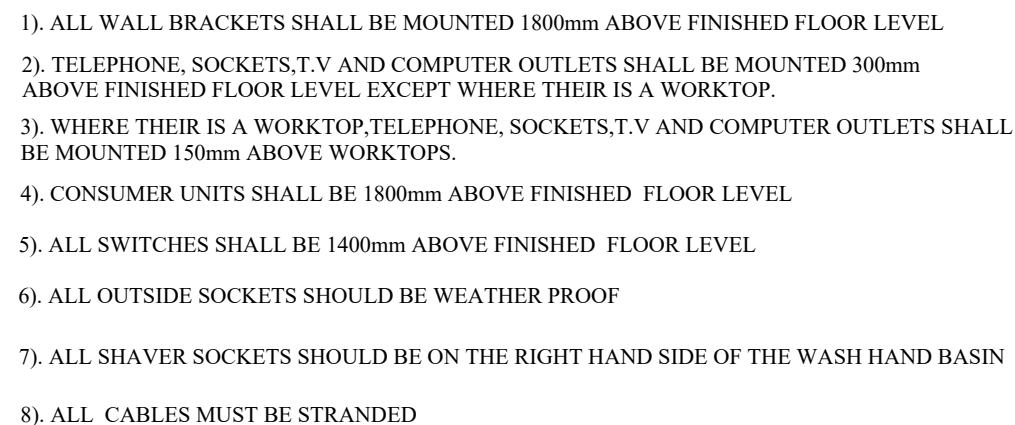 1). ALL WALL BRACKETS SHALL BE MOUNTED 1800mm ABOVE FINISHED FLOOR LEVEL
2). TELEPHONE, SOCKETS,T.V AND COMPUTER OUTLETS SHALL BE MOUNTED 300mm
ABOVE FINISHED FLOOR LEVEL EXCEPT WHERE THEIR IS A WORKTOP.
3). WHERE THEIR IS A WORKTOP,TELEPHONE, SOCKETS,T.V AND COMPUTER OUTLETS SHALL
BE MOUNTED 150mm ABOVE WORKTOPS.
4). CONSUMER UNITS SHALL BE 1800mm ABOVE FINISHED  FLOOR LEVEL
5). ALL SWITCHES SHALL BE 1400mm ABOVE FINISHED  FLOOR LEVEL
6). ALL OUTSIDE SOCKETS SHOULD BE WEATHER PROOF
7). ALL SHAVER SOCKETS SHOULD BE ON THE RIGHT HAND SIDE OF THE WASH HAND BASIN
8). ALL  CABLES MUST BE STRANDED